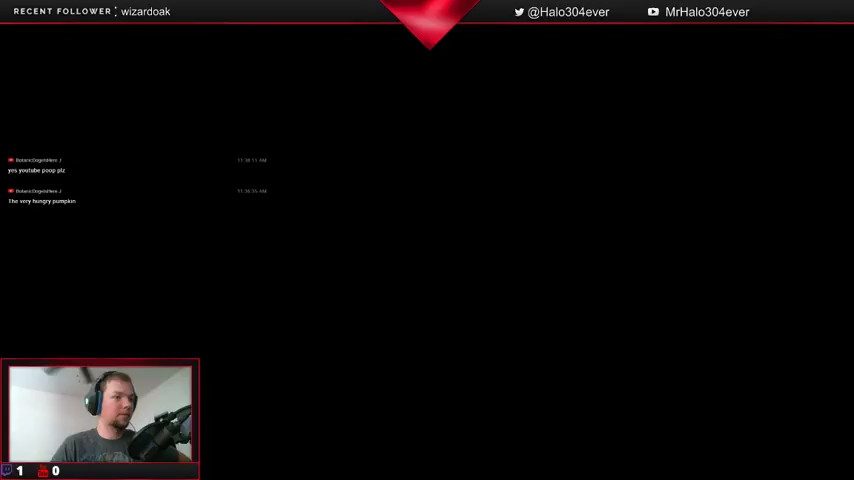 RECENT FOLLOWER : wizardoak
@Halo304ever
MrHalo304ever
yes youtube poop plz
The very hungry pumpkin
1
0